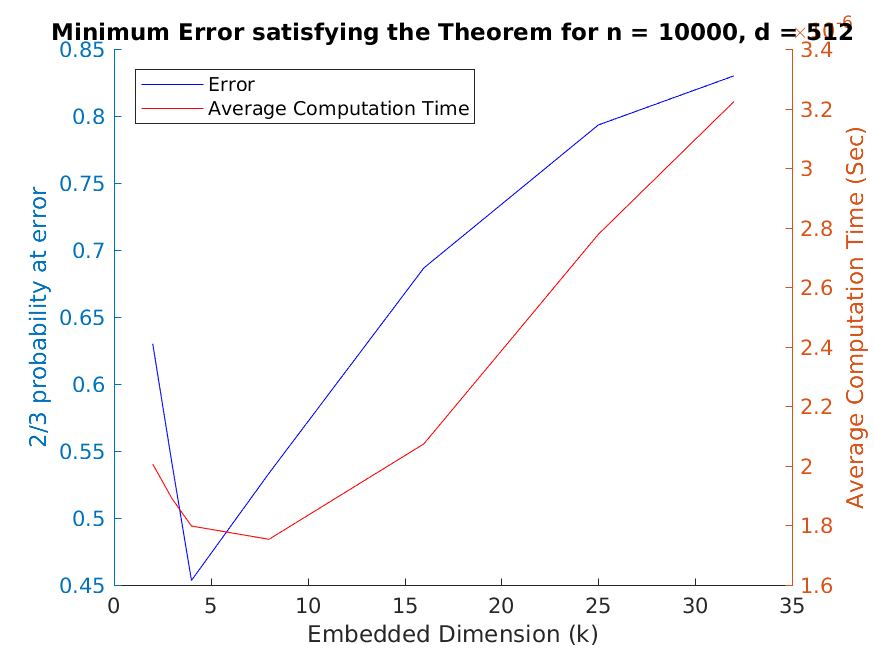 Minimum Error satisfying the Theorem for n = 10000, d = 512
Error
Average Computation Time
2/3 probability at error
0.85
0.8
0.75
0.7
0.65
0.6
0.55
0.5
0.45
3.4
3.2
3
2.8
2.6
2.4
2.2
2
1.8
1.6
Average Computation Time (Sec)
0 5 10 15 20 25 30 35
Embedded Dimension (k)